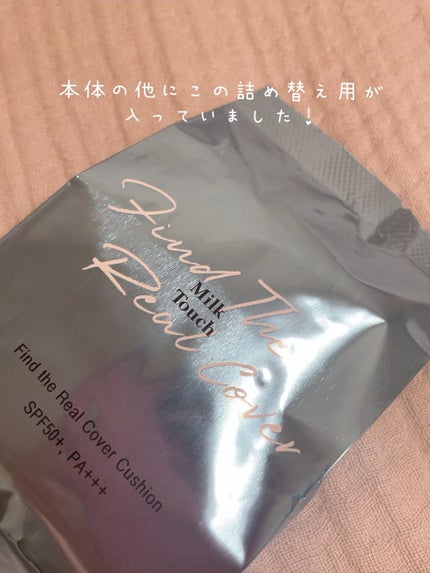 本体の他にこの詰め替え用が
入っていました!
Find The
Real Cover
Milk
Touch
Find the Real Cover Cushion
SPF50+, PA+++